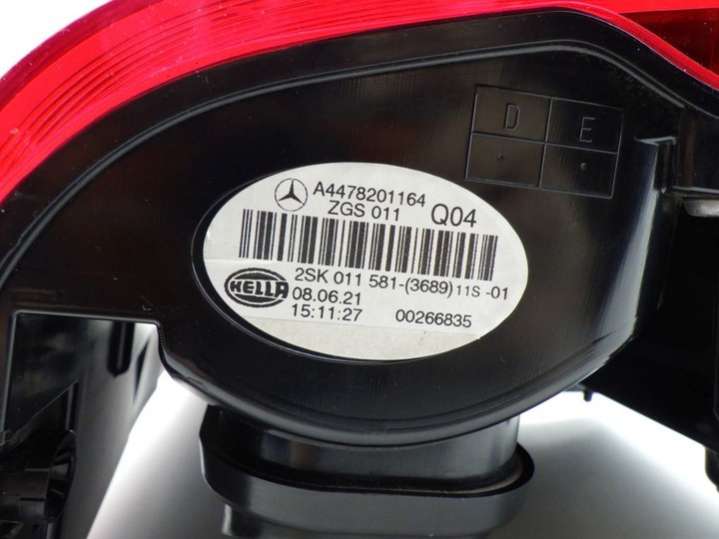 D E
A4478201164
ZGS 011 Q04
2SK 011 581-(3689) 11S -01
HELLA
08.06.21
15:11:27 00266835